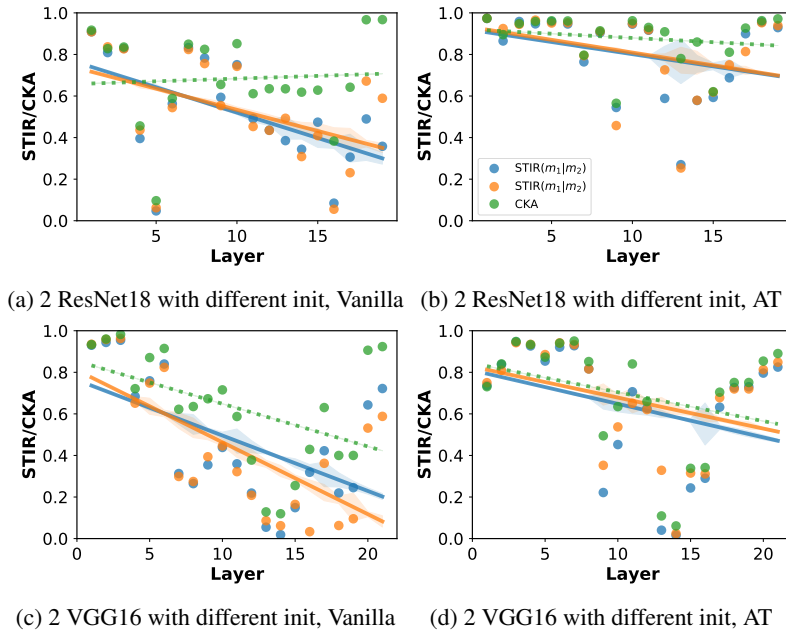 1.0
0.8
0.6
0.4
0.2
0.0
STIR/CKA
5
10
15
Layer
1.0
0.8
0.6
0.4
0.2
0.0
STIR/CKA
STIR(m₁|m₂)
STIR(m₁|m₂)
CKA
0
5
10
15
Layer
(a) 2 ResNet18 with different init, Vanilla
(b) 2 ResNet18 with different init, AT
1.0
0.8
0.6
0.4
0.2
0.0
STIR/CKA
0
5
10
15
20
Layer
1.0
0.8
0.6
0.4
0.2
0.0
STIR/CKA
0
5
10
15
20
Layer
(c) 2 VGG16 with different init, Vanilla
(d) 2 VGG16 with different init, AT